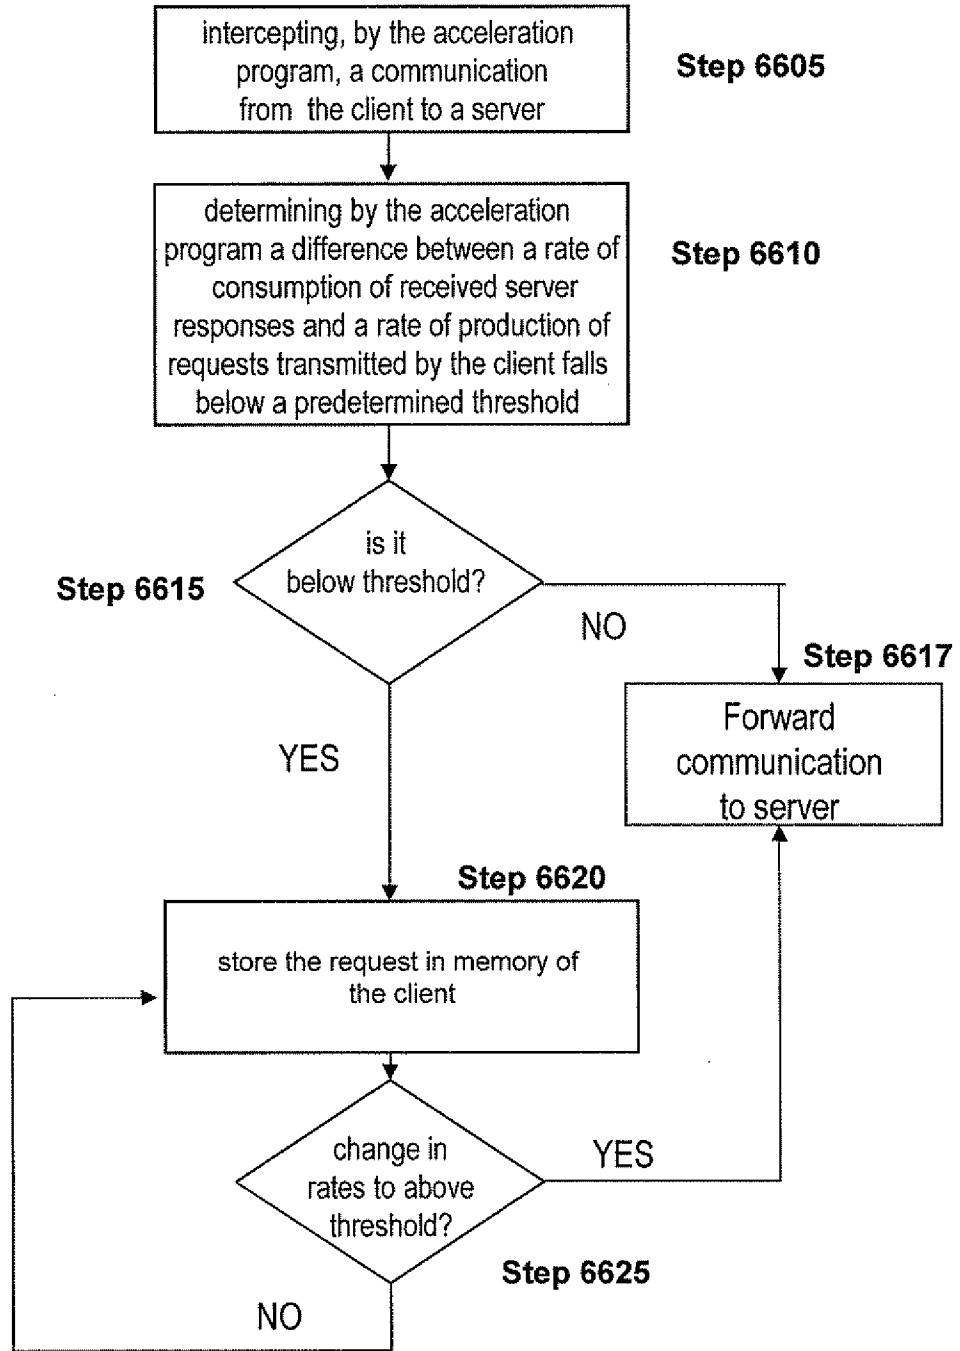 intercepting, by the acceleration
program, a communication
from the client to a server
Step 6605
determining by the acceleration
program a difference between a rate of
consumption of received server
responses and a rate of production of
requests transmitted by the client falls
below a predetermined threshold
Step 6610
is it
below threshold?
Step 6615
NO
Step 6617
Forward
communication
to server
YES
Step 6620
store the request in memory of
the client
change in
rates to above
threshold?
YES
Step 6625
NO